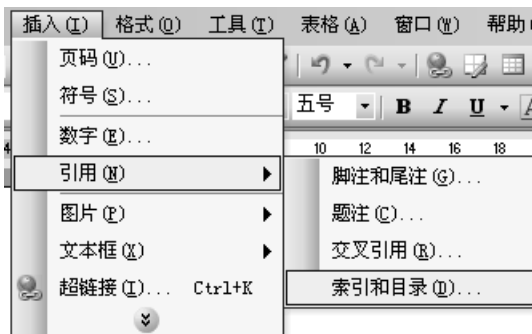 插入(I) 格式(O) 工具(T) 表格(A) 窗口(W) 帮助(
页码(U)...
符号(S)...
五号 B I U A
数字(E)...
10 12 14 16 18
引用(N)
脚注和尾注(G)...
图片(P)
题注(C)...
文本框(X)
交叉引用(R)...
超链接(I)... Ctrl+K
索引和目录(D)...